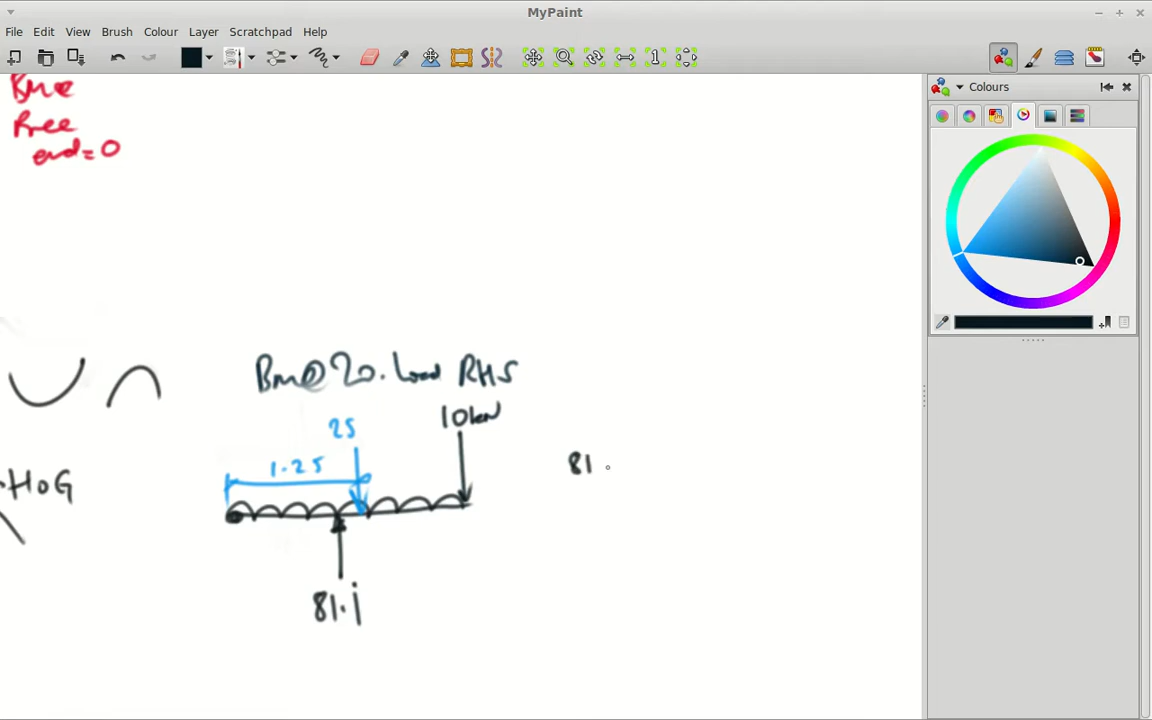 MyPaint
File Edit View Brush Colour Layer Scratchpad Help
Colours
Free
end = 0
Bm@20. Load RHS
10kN
25
1.25
HOG
81.
81.1